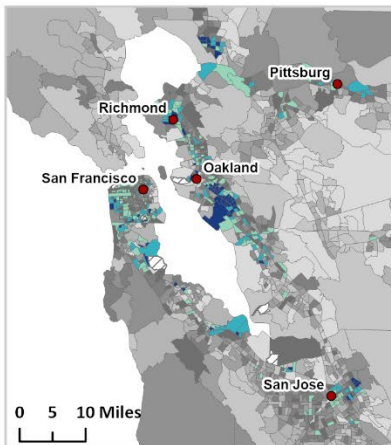 Pittsburg
Richmond
Oakland
San Francisco
San Jose
0 5 10 Miles